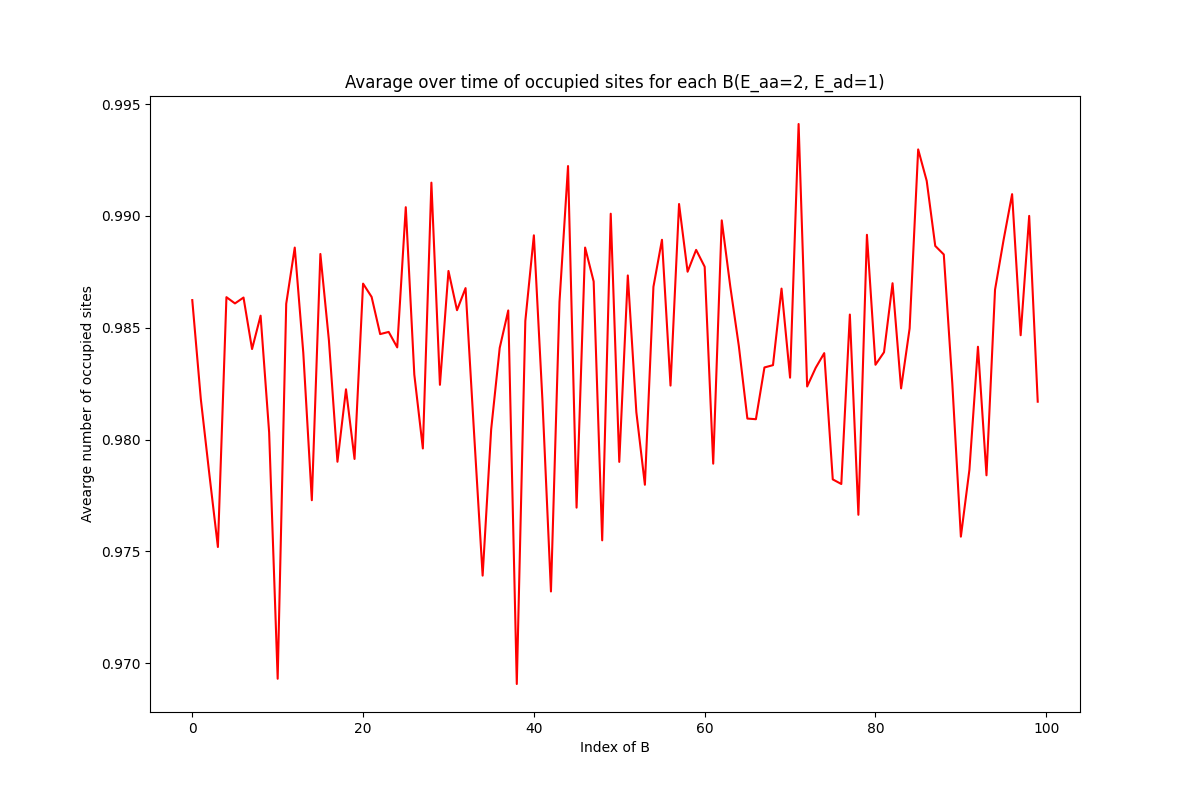 Avarage over time of occupied sites for each B(E_aa=2, E_ad=1)
0.995
0.990
0.985
0.980
0.975
0.970
Avearge number of occupied sites
0 20 40 60 80 100
Index of B